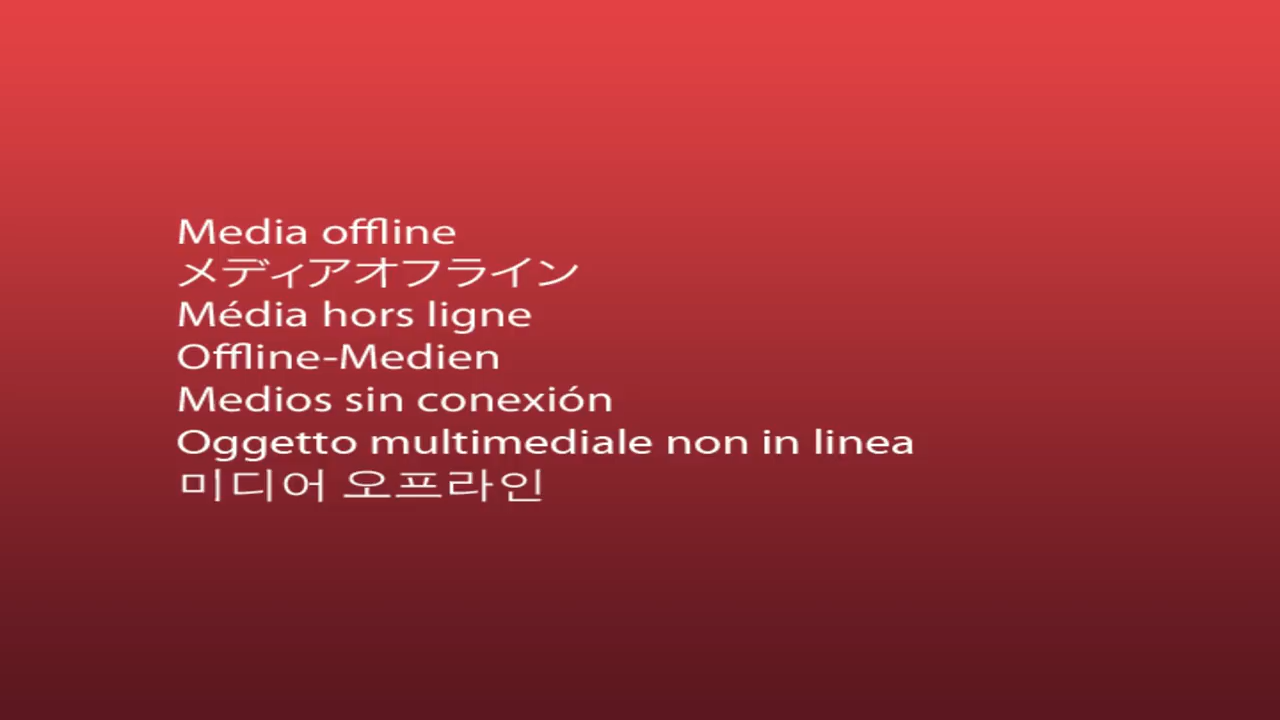 Media offline
メディアオフライン
Média hors ligne
Offline-Medien
Medios sin conexión
Oggetto multimediale non in linea
미디어 오프라인